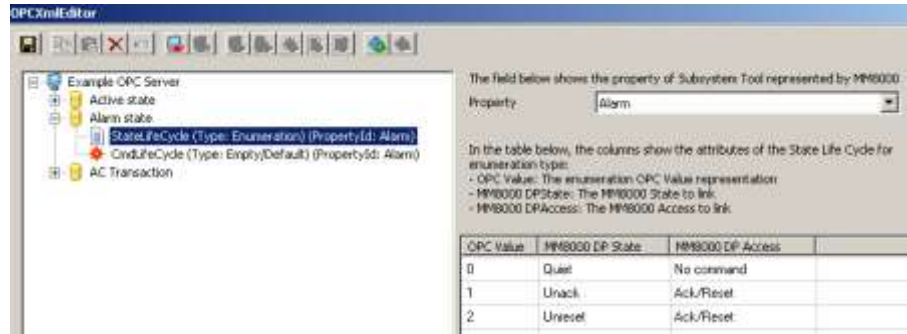 OPCXmlEditor
Example OPC Server
Active state
Alarm state
StateLifeCycle (Type: Enumeration) (PropertyId: Alarm)
CmdLifeCycle (Type: Empty/Default) (PropertyId: Alarm)
AC Transaction
The field below shows the property of Subsystem Tool represented by MM8000
Property Alarm
In the table below, the columns show the attributes of the State Life Cycle for
enumeration type:
- OPC Value: The enumeration OPC Value representation
- MM8000 DPState: The MM8000 State to link.
- MM8000 DPAccess: The MM8000 Access to link.
OPC Value MM8000 DP State MM8000 DP Access
0 Quiet No command
1 Unack Ack/Reset
2 Unreset Ack/Reset